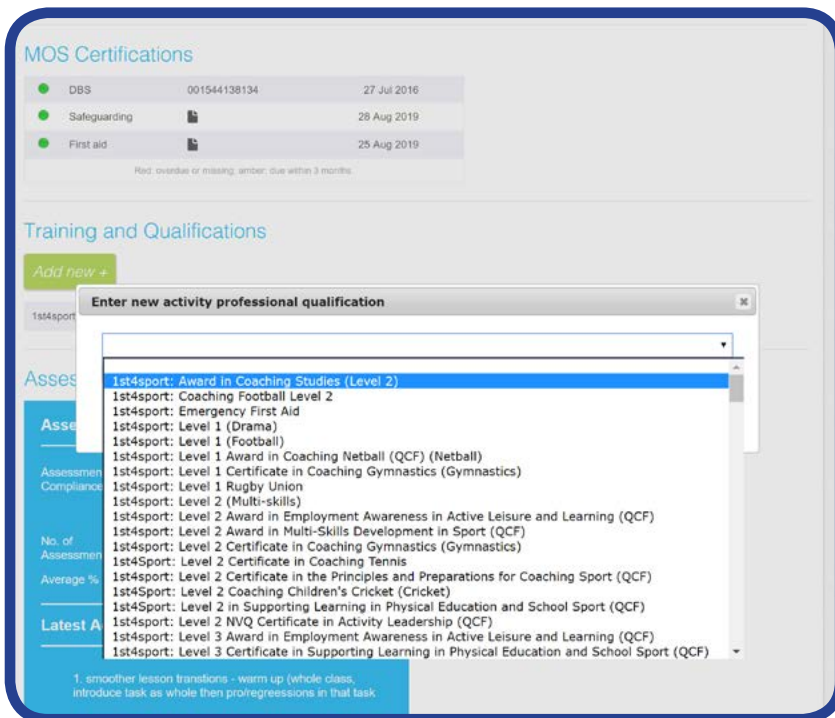 MOS Certifications
DBS 001544138134 27 Jul 2016
Safeguarding 28 Aug 2019
First aid 25 Aug 2019
Red: overdue or missing; amber: due within 3 months.
Training and Qualifications
Add new +
Enter new activity professional qualification
1st4sport
1st4sport: Award in Coaching Studies (Level 2)
1st4sport: Coaching Football Level 2
1st4sport: Emergency First Aid
1st4sport: Level 1 (Drama)
1st4sport: Level 1 (Football)
1st4sport: Level 1 Award in Coaching Netball (QCF) (Netball)
1st4sport: Level 1 Certificate in Coaching Gymnastics (Gymnastics)
1st4sport: Level 1 Rugby Union
1st4sport: Level 2 (Multi-skills)
1st4sport: Level 2 Award in Employment Awareness in Active Leisure and Learning (QCF)
1st4sport: Level 2 Award in Multi-Skills Development in Sport (QCF)
1st4sport: Level 2 Certificate in Coaching Gymnastics (Gymnastics)
1st4Sport: Level 2 Certificate in Coaching Tennis
1st4sport: Level 2 Certificate in the Principles and Preparations for Coaching Sport (QCF)
1st4Sport: Level 2 Coaching Children's Cricket (Cricket)
1st4Sport: Level 2 in Supporting Learning in Physical Education and School Sport (QCF)
1st4sport: Level 2 NVQ Certificate in Activity Leadership (QCF)
1st4sport: Level 3 Award in Employment Awareness in Active Leisure and Learning (QCF)
1st4sport: Level 3 Certificate in Supporting Learning in Physical Education and School Sport (QCF)
Asses
Asse
Assessmen
Compliance
No. of
Assessmen
Average %
Latest A
1. smoother lesson transtions - warm up (whole class,
introduce task as whole then pro/regreessions in that task